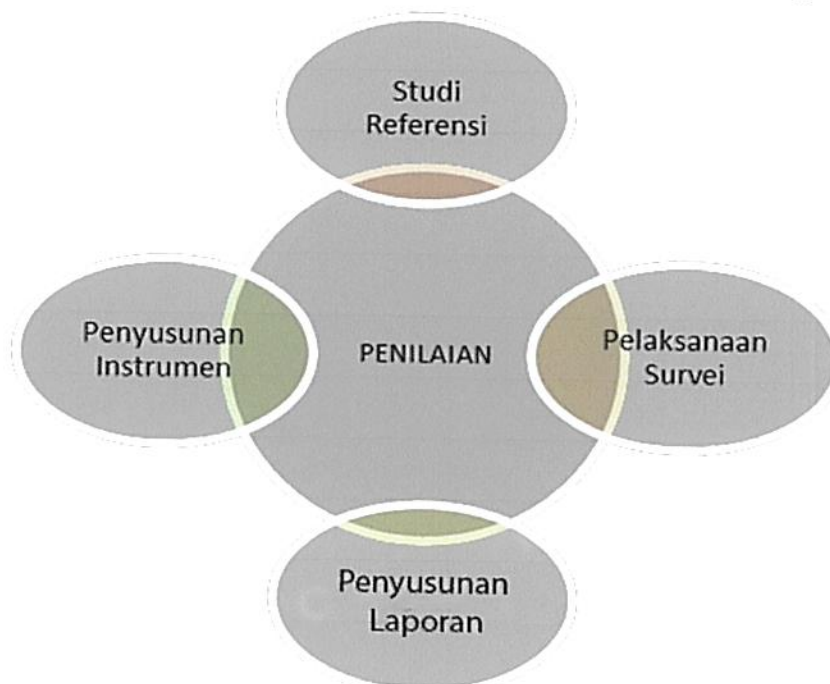 Studi
Referensi
Penyusunan
Instrumen
PENILAIAN
Pelaksanaan
Survei
Penyusunan
Laporan